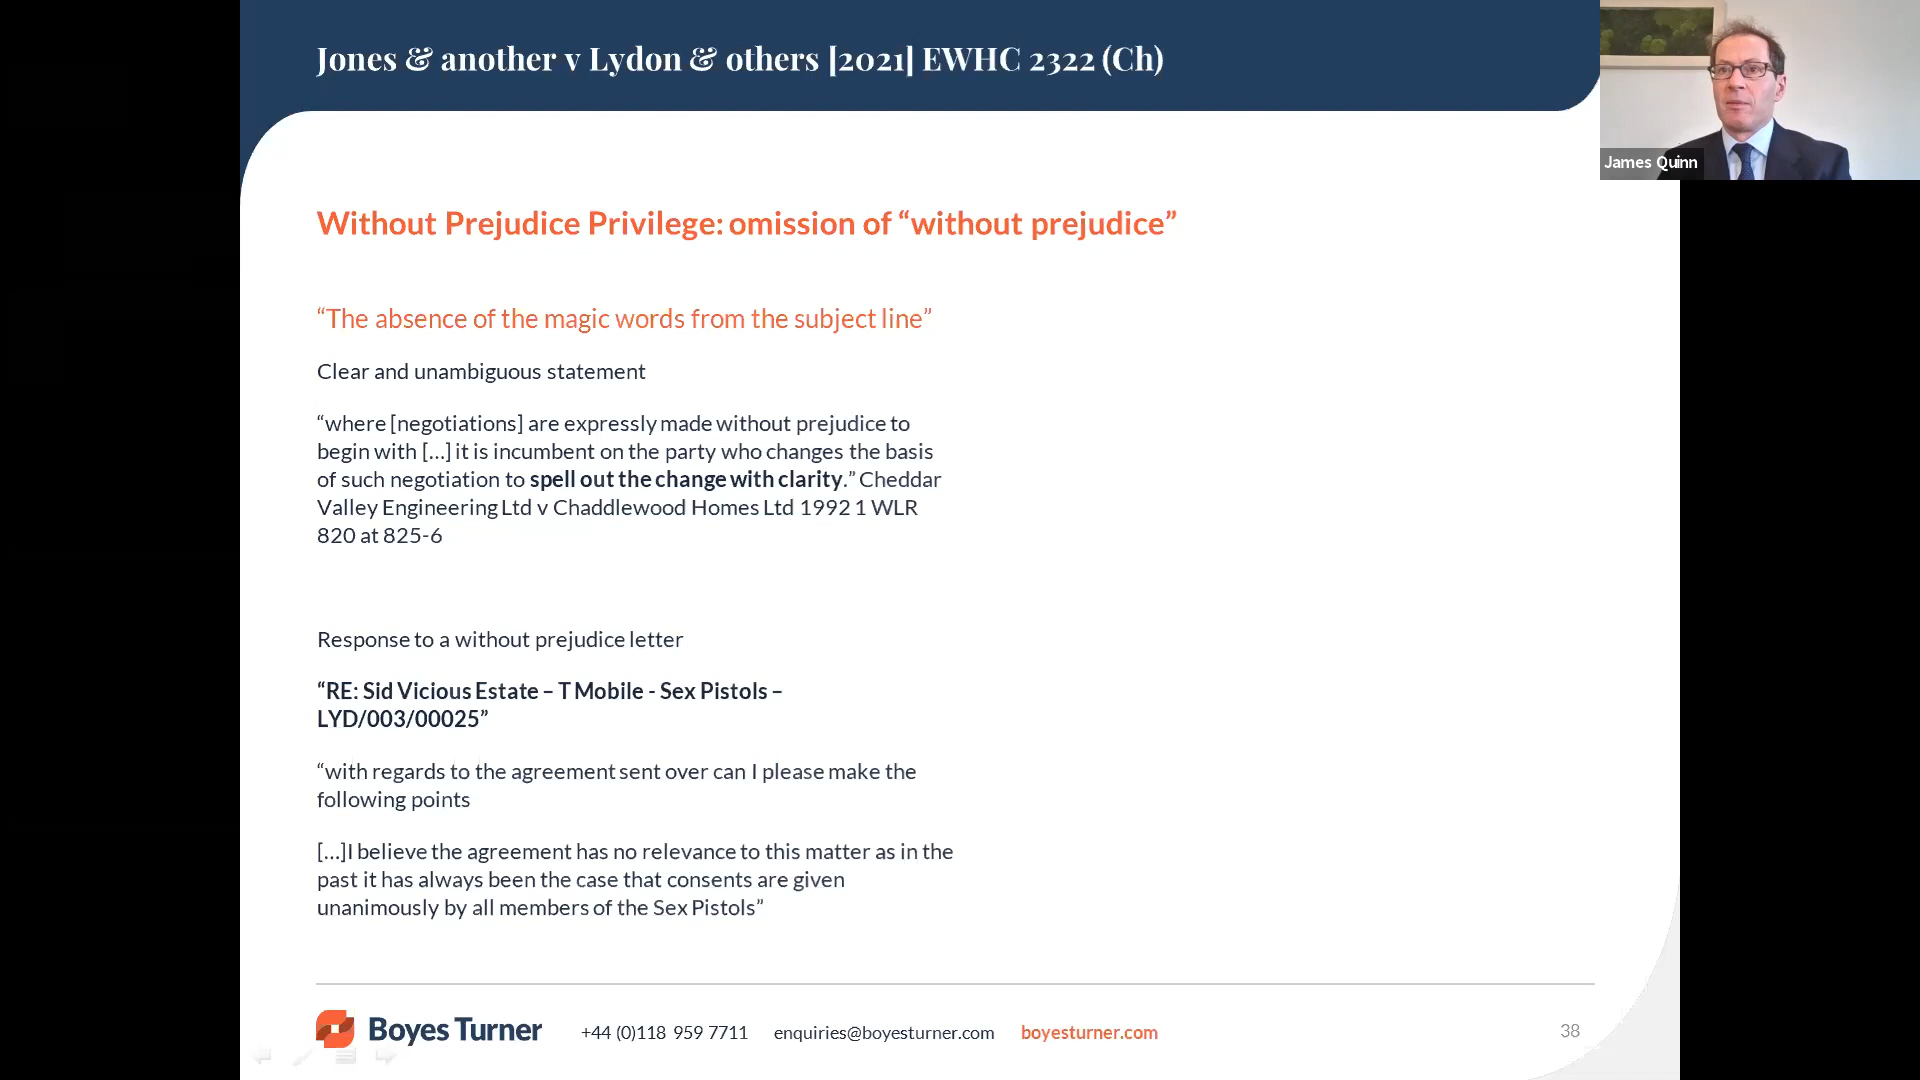 Jones & another v Lydon & others [2021] EWHC 2322 (Ch)
James Quinn
Without Prejudice Privilege: omission of “without prejudice”
“The absence of the magic words from the subject line”
Clear and unambiguous statement
“where [negotiations] are expressly made without prejudice to
begin with [...] it is incumbent on the party who changes the basis
of such negotiation to spell out the change with clarity.” Cheddar
Valley Engineering Ltd v Chaddlewood Homes Ltd 1992 1 WLR
820 at 825-6
Response to a without prejudice letter
“RE: Sid Vicious Estate – T Mobile - Sex Pistols –
LYD/003/00025”
“with regards to the agreement sent over can I please make the
following points
[...]I believe the agreement has no relevance to this matter as in the
past it has always been the case that consents are given
unanimously by all members of the Sex Pistols”
Boyes Turner +44 (0)118 959 7711 enquiries@boyesturner.com boyesturner.com 38